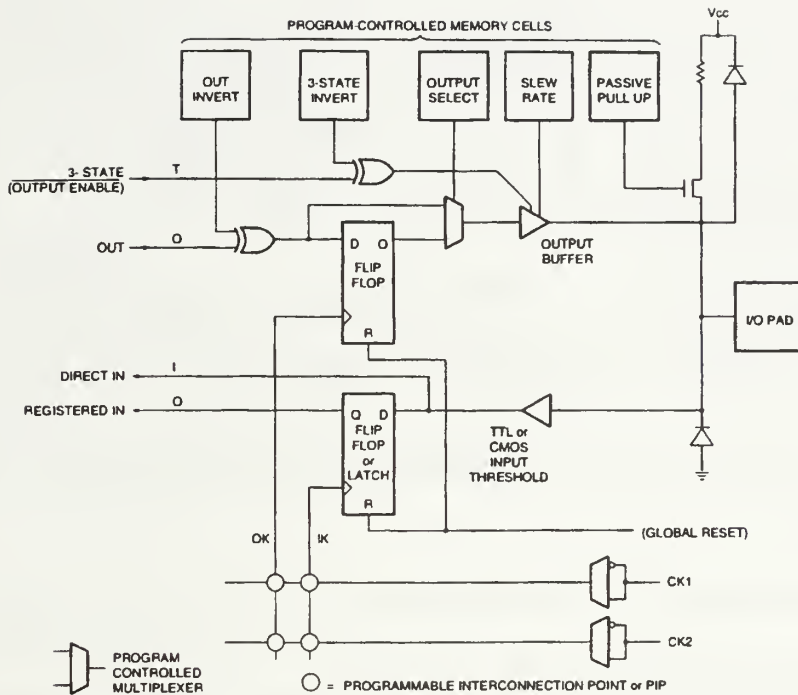 PROGRAM-CONTROLLED MEMORY CELLS
Vcc
OUT
INVERT
3-STATE
INVERT
OUTPUT
SELECT
SLEW
RATE
PASSIVE
PULL UP
3- STATE
(OUTPUT ENABLE)
T
OUT
O
D O
FLIP
FLOP
R
OUTPUT
BUFFER
I/O PAD
DIRECT IN
I
REGISTERED IN
O
Q D
FLIP
FLOP
or
LATCH
R
TTL or
CMOS
INPUT
THRESHOLD
OK
IK
(GLOBAL RESET)
CK1
CK2
PROGRAM
CONTROLLED
MULTIPLEXER
= PROGRAMMABLE INTERCONNECTION POINT or PIP